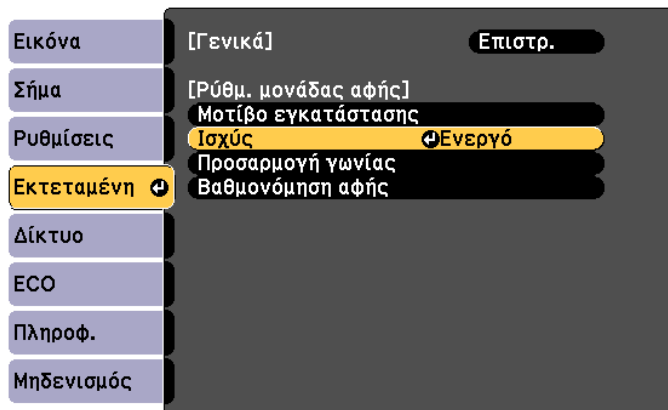 Εικόνα
Σήμα
Ρυθμίσεις
Εκτεταμένη
Δίκτυο
ECO
Πληροφ.
Μηδενισμός
[Γενικά] Επιστρ.
[Ρύθμ. μονάδας αφής]
Μοτίβο εγκατάστασης
Ισχύς Ενεργό
Προσαρμογή γωνίας
Βαθμονόμηση αφής